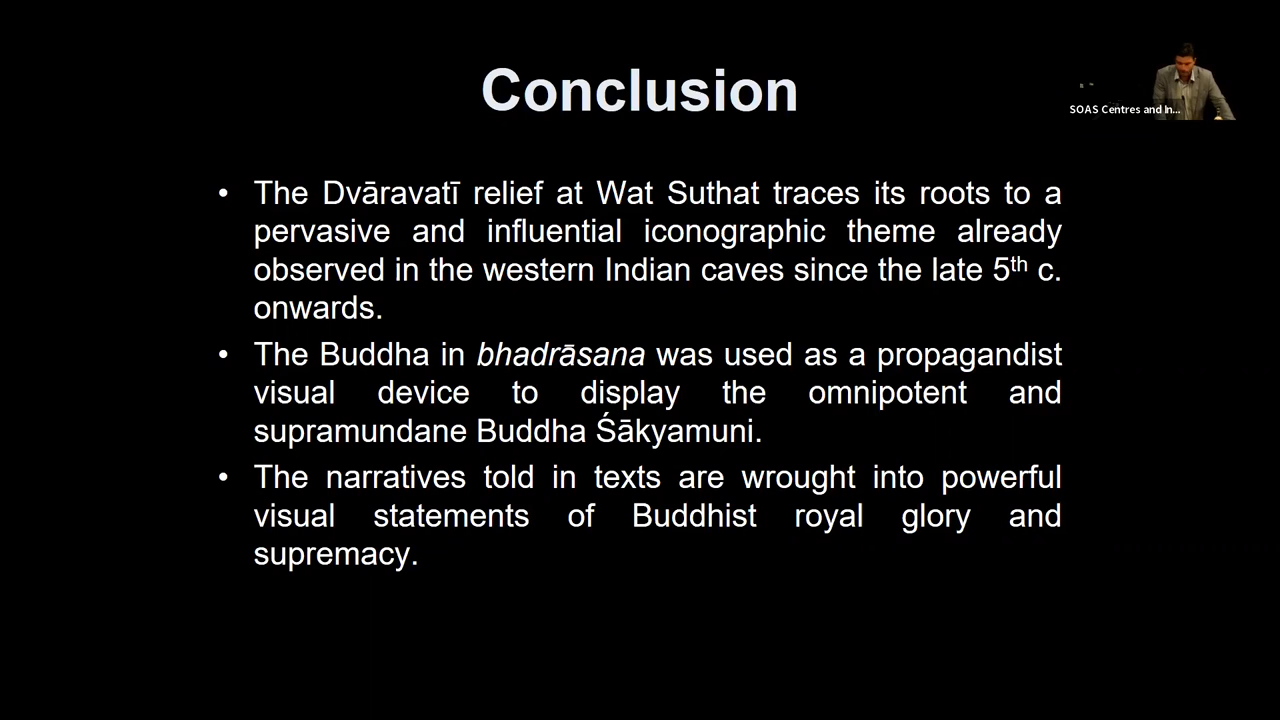 Conclusion
SOAS Centres and In...
• The Dvāravatī relief at Wat Suthat traces its roots to a
pervasive and influential iconographic theme already
observed in the western Indian caves since the late 5th c.
onwards.
• The Buddha in bhadrāsana was used as a propagandist
visual device to display the omnipotent and
supramundane Buddha Śākyamuni.
• The narratives told in texts are wrought into powerful
visual statements of Buddhist royal glory and
supremacy.